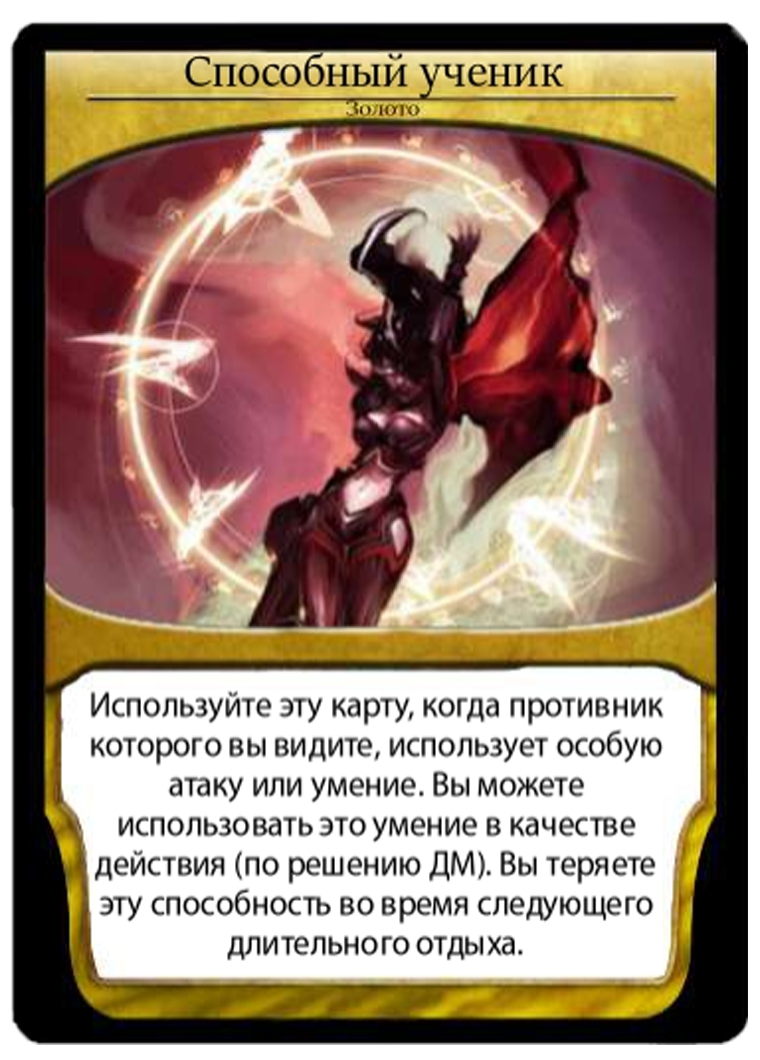 Способный ученик
Золото
Используйте эту карту, когда противник
которого вы видите, использует особую
атаку или умение. Вы можете
использовать это умение в качестве
действия (по решению ДМ). Вы теряете
эту способность во время следующего
длительного отдыха.